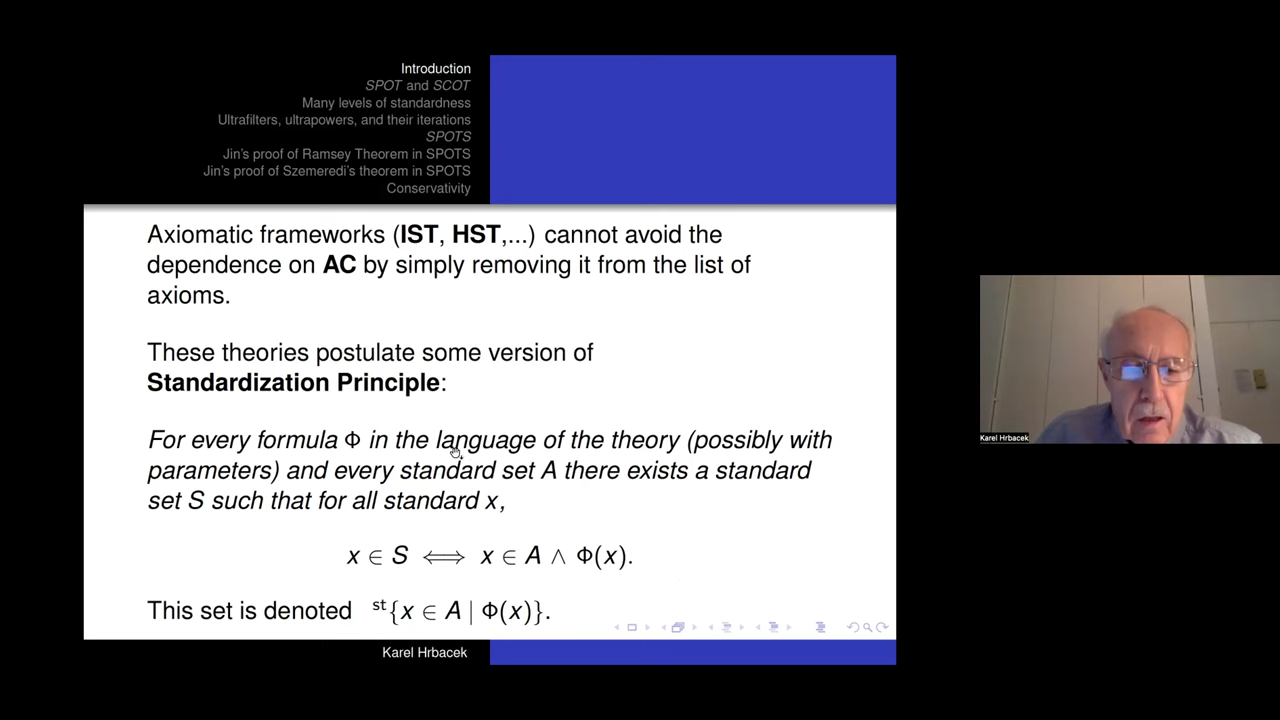 Introduction
SPOT and SCOT
Many levels of standardness
Ultrafilters, ultrapowers, and their iterations
SPOTS
Jin's proof of Ramsey Theorem in SPOTS
Jin's proof of Szemeredi's theorem in SPOTS
Conservativity
Axiomatic frameworks (IST, HST,...) cannot avoid the
dependence on AC by simply removing it from the list of
axioms.
These theories postulate some version of
Standardization Principle:
For every formula Φ in the language of the theory (possibly with
parameters) and every standard set A there exists a standard
set S such that for all standard x,
x ∈ S ⟺ x ∈ A ∧ Φ(x).
This set is denoted ˢᵗ{x ∈ A | Φ(x)}.
Karel Hrbacek
Karel Hrbacek